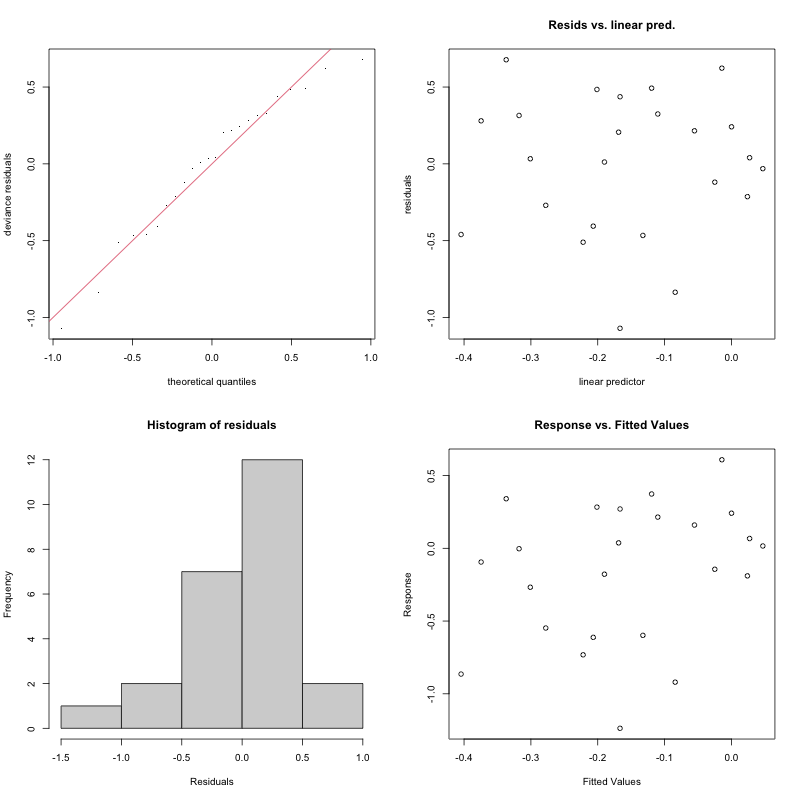 deviance residuals
0.5
0.0
-0.5
-1.0
-1.0 -0.5 0.0 0.5 1.0
theoretical quantiles
Resids vs. linear pred.
residuals
0.5
0.0
-0.5
-1.0
-0.4 -0.3 -0.2 -0.1 0.0
linear predictor
Histogram of residuals
Frequency
12
10
8
6
4
2
0
-1.5 -1.0 -0.5 0.0 0.5 1.0
Residuals
Response vs. Fitted Values
Response
0.5
0.0
-0.5
-1.0
-0.4 -0.3 -0.2 -0.1 0.0
Fitted Values